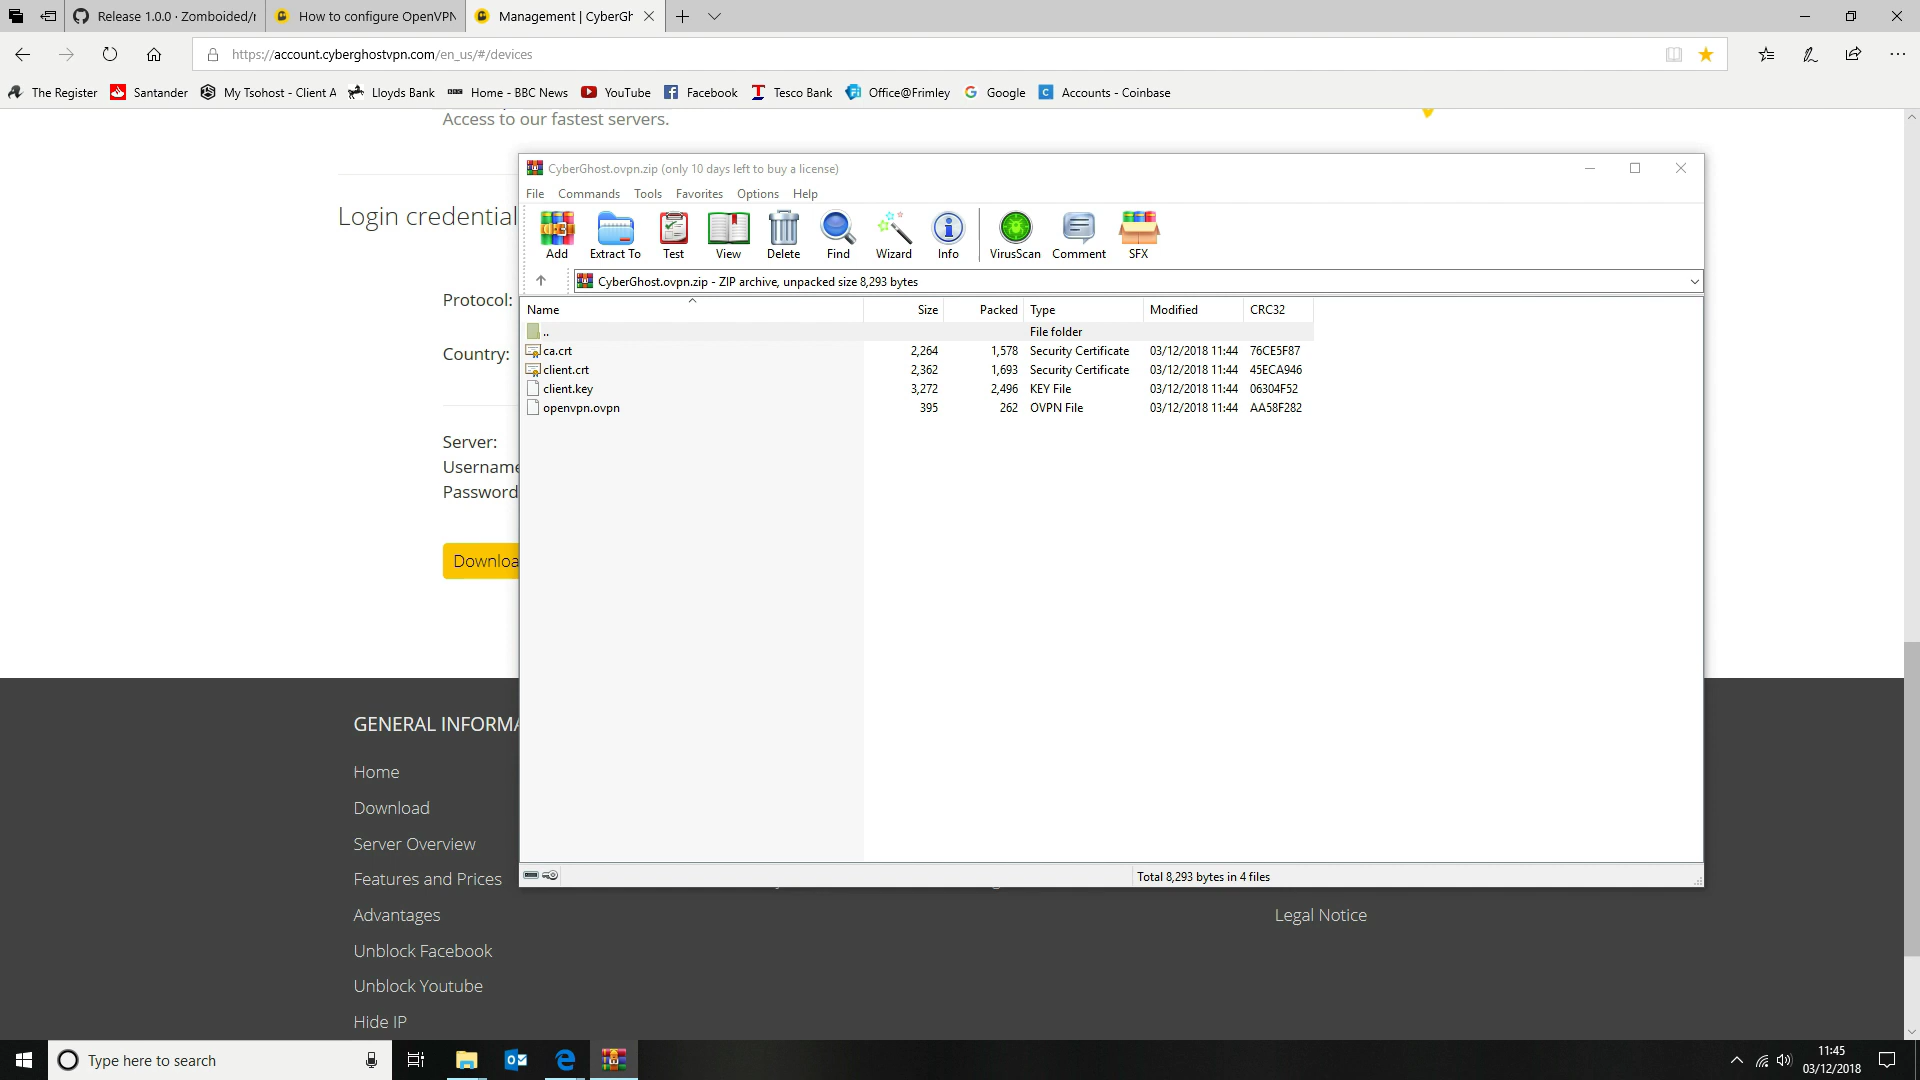 Release 1.0.0 · Zomboided/r
How to configure OpenVPN
Management | CyberGh
https://account.cyberghostvpn.com/en_us/#/devices
The Register
Santander
My Tsohost - Client A
Lloyds Bank
BBC
Home - BBC News
YouTube
Facebook
Tesco Bank
Office@Frimley
Google
Accounts - Coinbase
Access to our fastest servers.
Login credential
Protocol:
Country:
Server:
Username
Password
Downloa
CyberGhost.ovpn.zip (only 10 days left to buy a license)
File Commands Tools Favorites Options Help
Add Extract To Test View Delete Find Wizard Info VirusScan Comment SFX
CyberGhost.ovpn.zip - ZIP archive, unpacked size 8,293 bytes
Name Size Packed Type Modified CRC32
.. File folder
ca.crt 2,264 1,578 Security Certificate 03/12/2018 11:44 76CE5F87
client.crt 2,362 1,693 Security Certificate 03/12/2018 11:44 45ECA946
client.key 3,272 2,496 KEY File 03/12/2018 11:44 06304F52
openvpn.ovpn 395 262 OVPN File 03/12/2018 11:44 AA58F282
Total 8,293 bytes in 4 files
GENERAL INFORMA
Home
Download
Server Overview
Features and Prices
Advantages
Unblock Facebook
Unblock Youtube
Hide IP
Legal Notice
Type here to search
11:45
03/12/2018